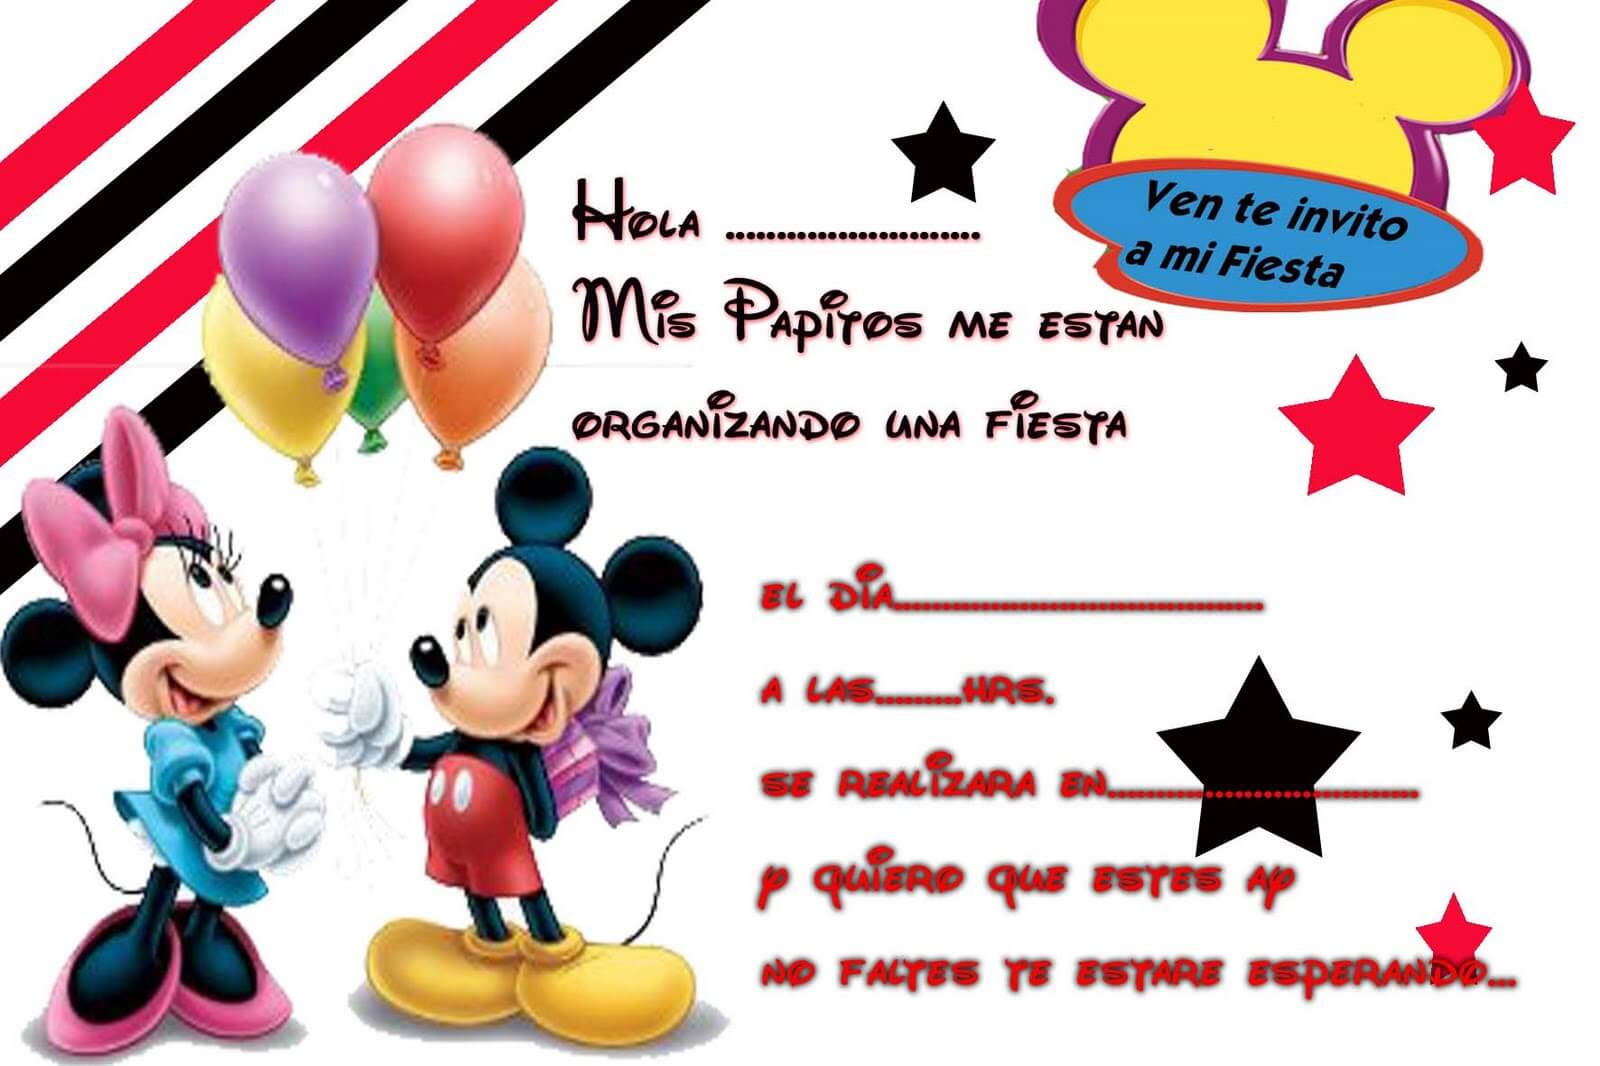 Hola ........................
Ven te invito
a mi Fiesta
Mis Papitos me estan
organizando una fiesta
el día......................................
a las.........hrs.
se realizara en................................
y quiero que estes ay
no faltes te estare esperando...